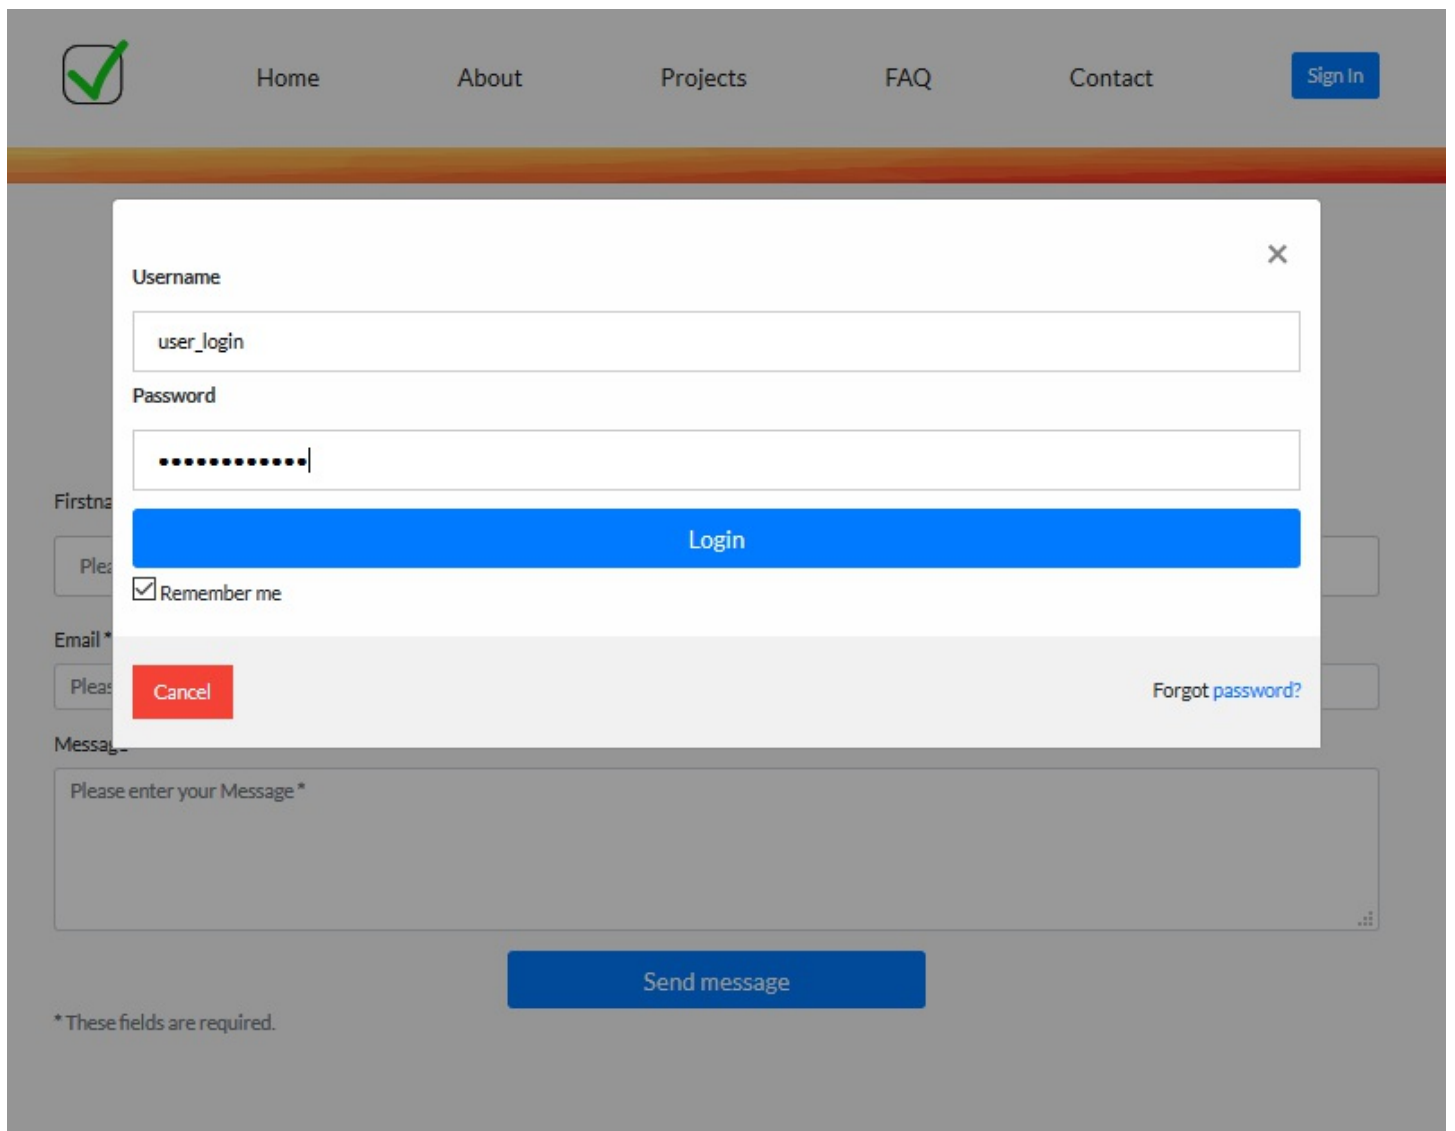 Home About Projects FAQ Contact Sign In
×
Username
user_login
Password
••••••••••••
Login
Remember me
Cancel Forgot password?
Email *
Please enter your Message *
Send message
* These fields are required.